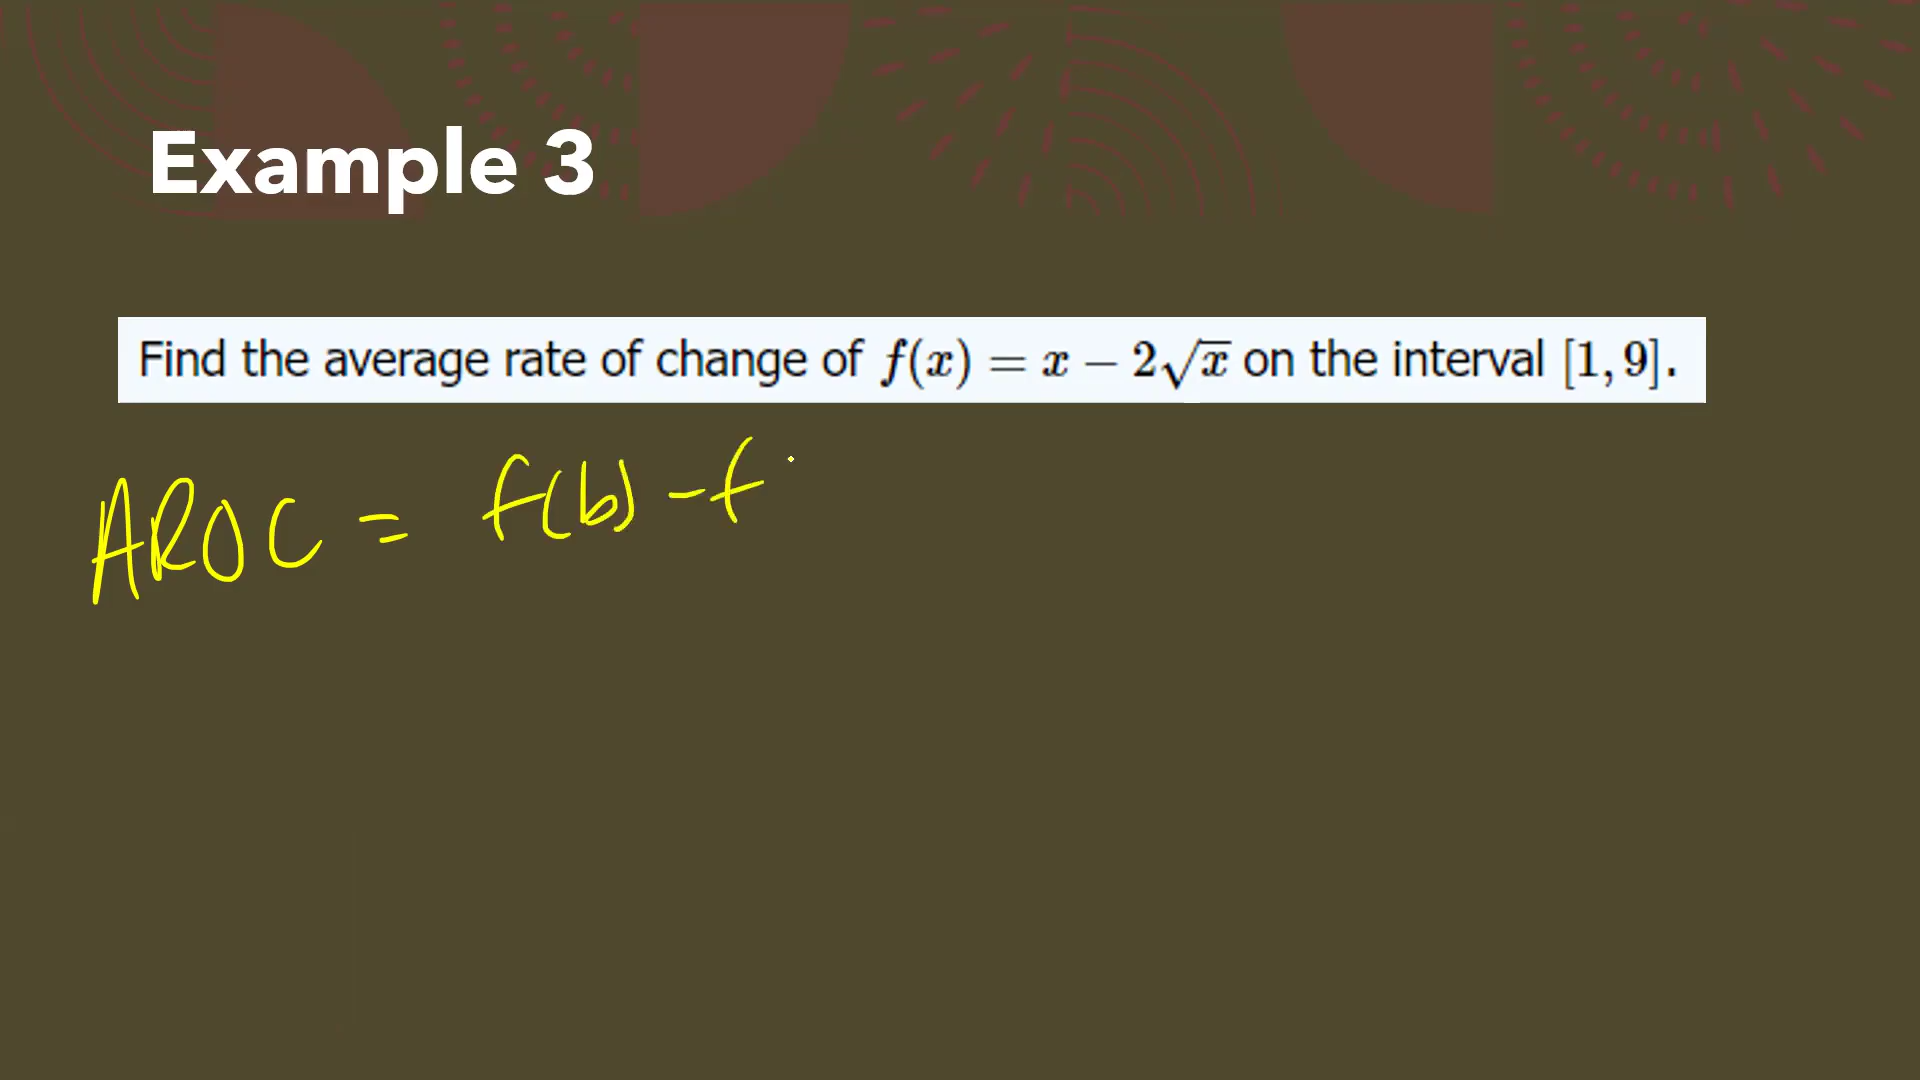 Example 3
Find the average rate of change of f(x) = x − 2√x on the interval [1, 9].
AROC = f(b) - f